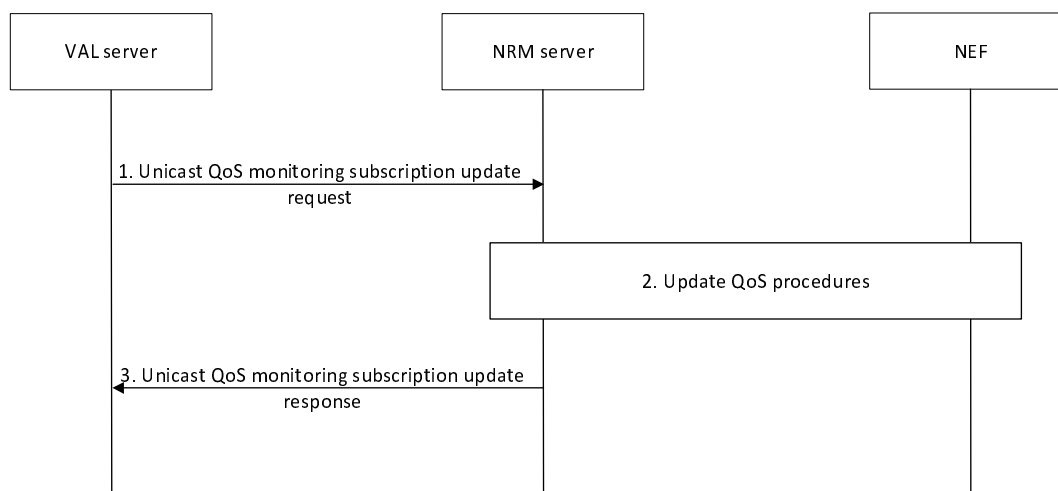 VAL server
NRM server
NEF
1. Unicast QoS monitoring subscription update
request
2. Update QoS procedures
3. Unicast QoS monitoring subscription update
response